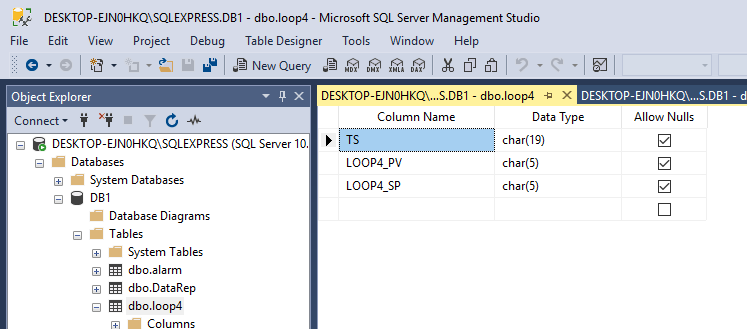 DESKTOP-EJN0HKQ\SQLEXPRESS.DB1 - dbo.loop4 - Microsoft SQL Server Management Studio
File Edit View Project Debug Table Designer Tools Window Help
New Query MDX DMX XMLA DAX
Object Explorer
DESKTOP-EJN0HKQ\...S.DB1 - dbo.loop4
DESKTOP-EJN0HKQ\...S.DB1 - d
Connect
Column Name Data Type Allow Nulls
TS char(19)
LOOP4_PV char(5)
LOOP4_SP char(5)
DESKTOP-EJN0HKQ\SQLEXPRESS (SQL Server 10.
Databases
System Databases
DB1
Database Diagrams
Tables
System Tables
dbo.alarm
dbo.DataRep
dbo.loop4
Columns